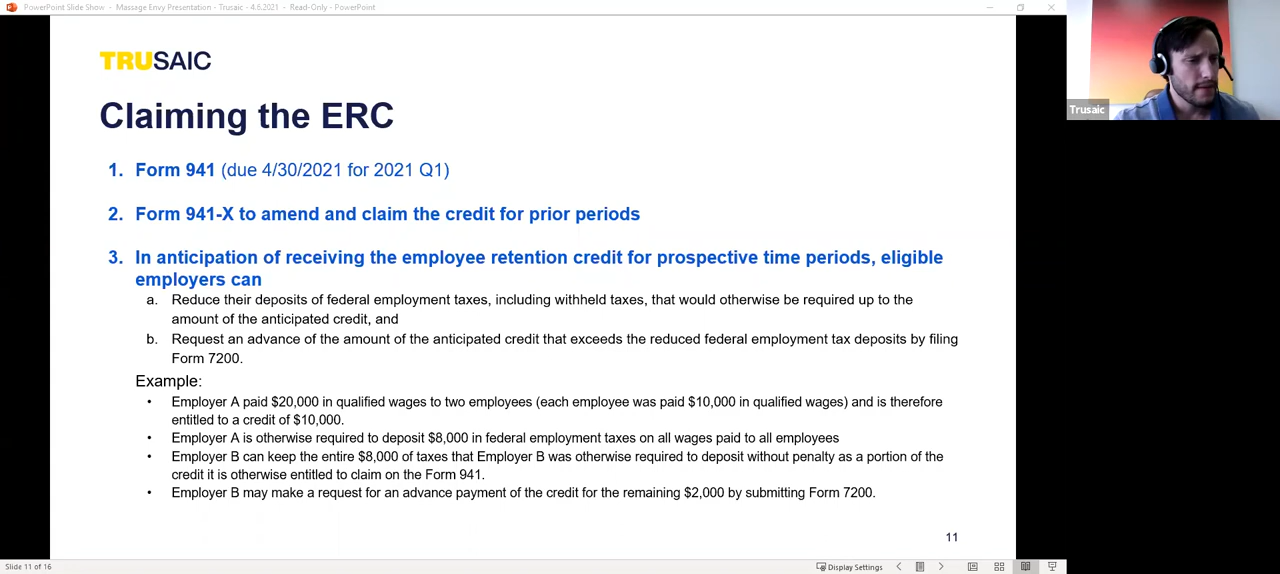 PowerPoint Slide Show - Massage Envy Presentation - Trusaic - 4.6.2021 - Read-Only - PowerPoint
TRUSAIC
Trusaic
Claiming the ERC
1. Form 941 (due 4/30/2021 for 2021 Q1)
2. Form 941-X to amend and claim the credit for prior periods
3. In anticipation of receiving the employee retention credit for prospective time periods, eligible
employers can
a. Reduce their deposits of federal employment taxes, including withheld taxes, that would otherwise be required up to the
amount of the anticipated credit, and
b. Request an advance of the amount of the anticipated credit that exceeds the reduced federal employment tax deposits by filing
Form 7200.
Example:
• Employer A paid $20,000 in qualified wages to two employees (each employee was paid $10,000 in qualified wages) and is therefore
entitled to a credit of $10,000.
• Employer A is otherwise required to deposit $8,000 in federal employment taxes on all wages paid to all employees
• Employer B can keep the entire $8,000 of taxes that Employer B was otherwise required to deposit without penalty as a portion of the
credit it is otherwise entitled to claim on the Form 941.
• Employer B may make a request for an advance payment of the credit for the remaining $2,000 by submitting Form 7200.
11
Slide 11 of 16
Display Settings